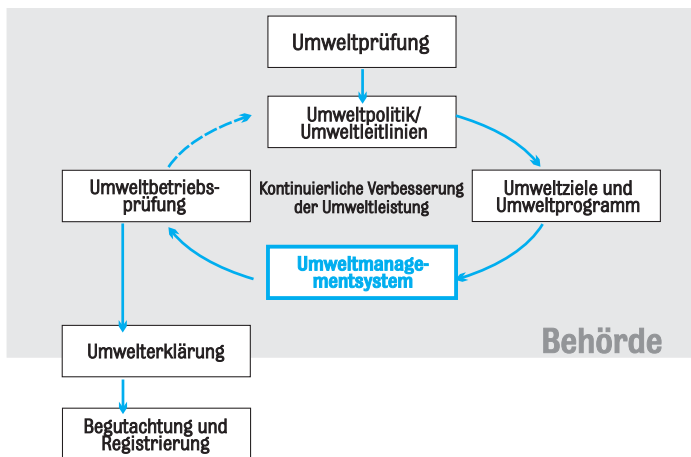 Umweltprüfung
Umweltpolitik/
Umweltleitlinien
Umweltbetriebs-
prüfung
Kontinuierliche Verbesserung
der Umweltleistung
Umweltziele und
Umweltprogramm
Umweltmanage-
mentsystem
Behörde
Umwelterklärung
Begutachtung und
Registrierung